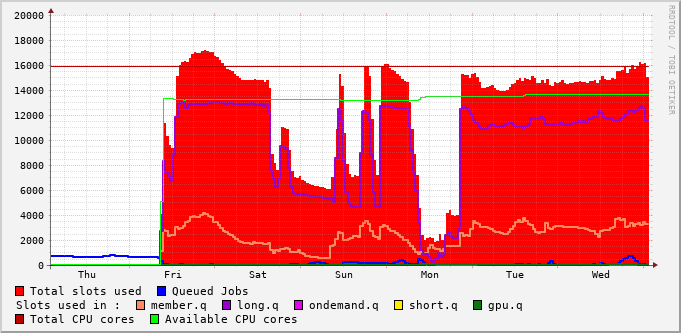 20000
18000
16000
14000
12000
10000
8000
6000
4000
2000
0
Thu Fri Sat Sun Mon Tue Wed
RRDTOOL / TOBI OETIKER
Total slots used Queued Jobs
Slots used in : member.q long.q ondemand.q short.q gpu.q
Total CPU cores Available CPU cores